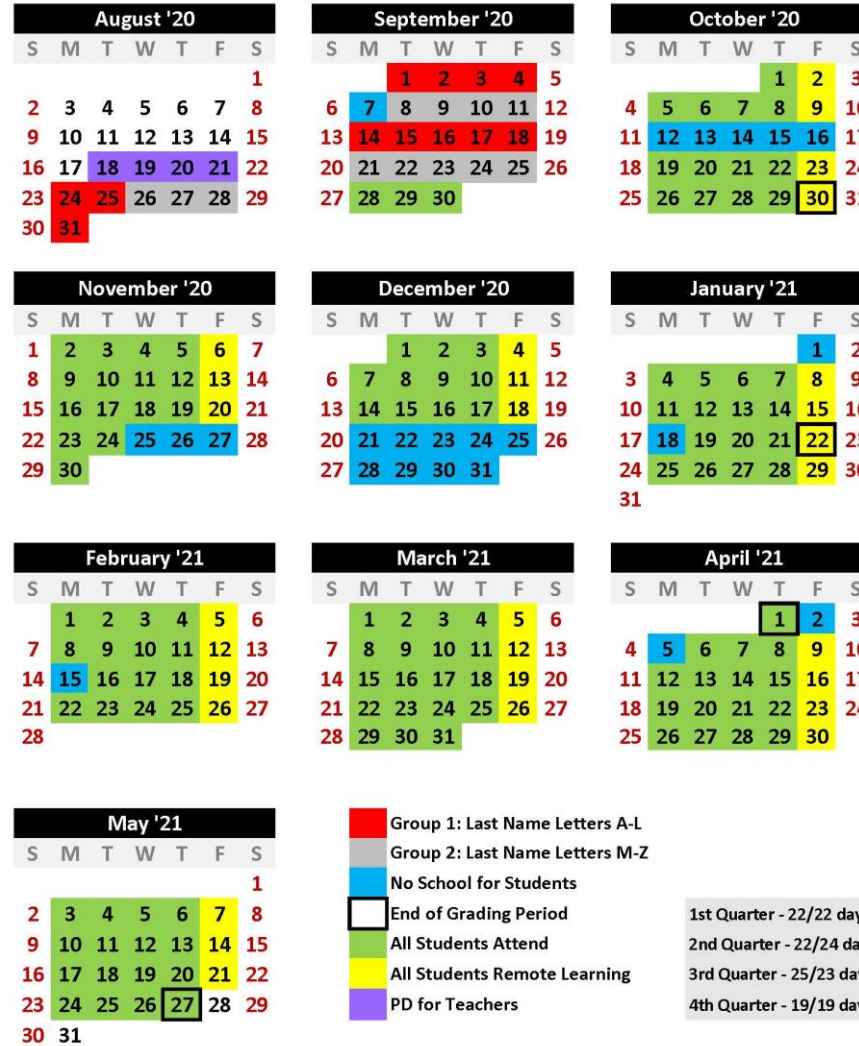 August '20
S M T W T F S
1
2 3 4 5 6 7 8
9 10 11 12 13 14 15
16 17 18 19 20 21 22
23 24 25 26 27 28 29
30 31
September '20
S M T W T F S
1 2 3 4 5
6 7 8 9 10 11 12
13 14 15 16 17 18 19
20 21 22 23 24 25 26
27 28 29 30
October '20
S M T W T F S
1 2 3
4 5 6 7 8 9 10
11 12 13 14 15 16 17
18 19 20 21 22 23 24
25 26 27 28 29 30 31
November '20
S M T W T F S
1 2 3 4 5 6 7
8 9 10 11 12 13 14
15 16 17 18 19 20 21
22 23 24 25 26 27 28
29 30
December '20
S M T W T F S
1 2 3 4 5
6 7 8 9 10 11 12
13 14 15 16 17 18 19
20 21 22 23 24 25 26
27 28 29 30 31
January '21
S M T W T F S
1 2
3 4 5 6 7 8 9
10 11 12 13 14 15 16
17 18 19 20 21 22 23
24 25 26 27 28 29 30
31
February '21
S M T W T F S
1 2 3 4 5 6
7 8 9 10 11 12 13
14 15 16 17 18 19 20
21 22 23 24 25 26 27
28
March '21
S M T W T F S
1 2 3 4 5 6
7 8 9 10 11 12 13
14 15 16 17 18 19 20
21 22 23 24 25 26 27
28 29 30 31
April '21
S M T W T F S
1 2 3
4 5 6 7 8 9 10
11 12 13 14 15 16 17
18 19 20 21 22 23 24
25 26 27 28 29 30
May '21
S M T W T F S
1
2 3 4 5 6 7 8
9 10 11 12 13 14 15
16 17 18 19 20 21 22
23 24 25 26 27 28 29
30 31
Group 1: Last Name Letters A-L
Group 2: Last Name Letters M-Z
No School for Students
End of Grading Period
All Students Attend
All Students Remote Learning
PD for Teachers
1st Quarter - 22/22 day
2nd Quarter - 22/24 da
3rd Quarter - 25/23 da
4th Quarter - 19/19 day